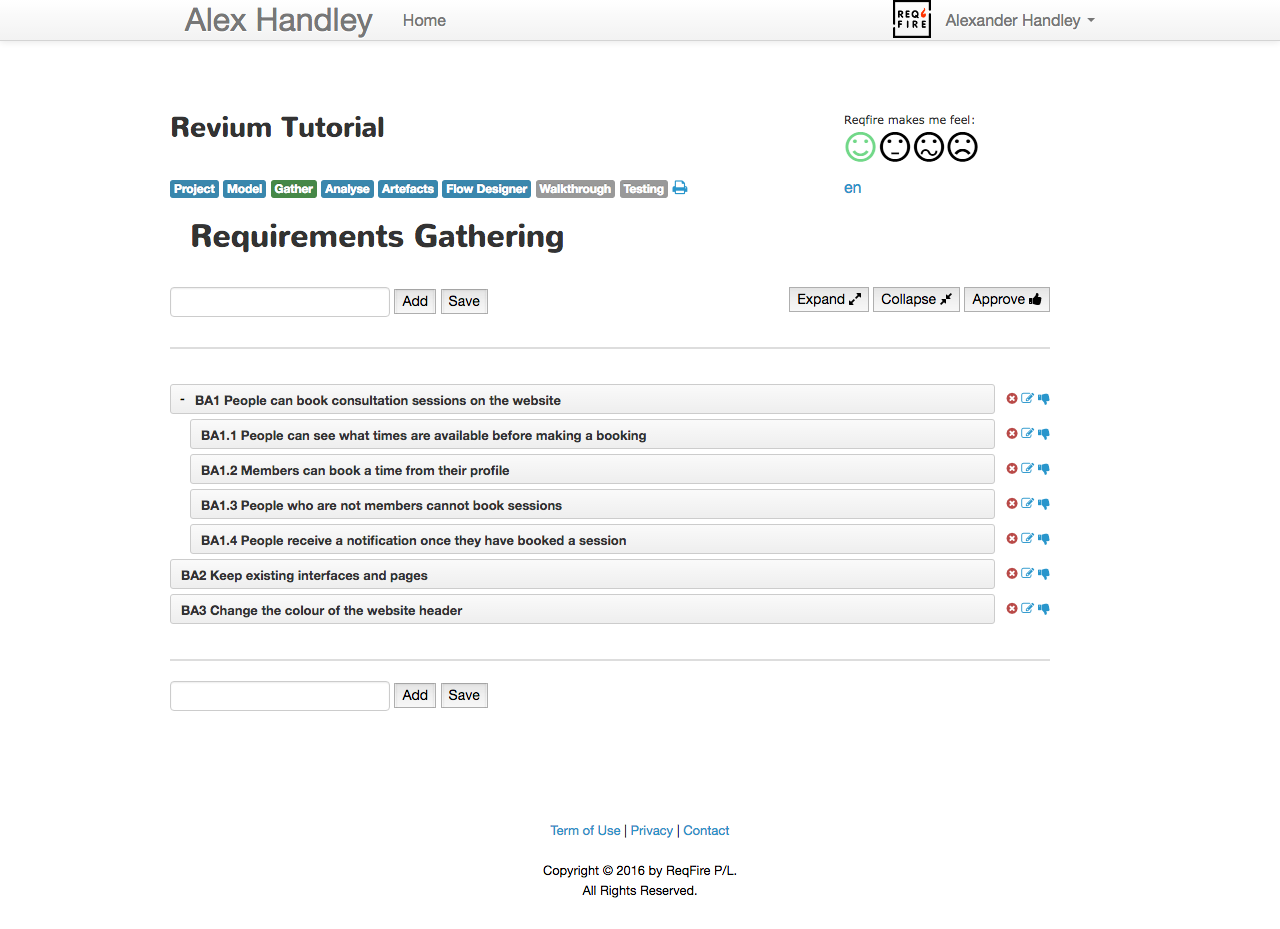 Alex Handley Home REQ FIRE Alexander Handley
Revium Tutorial
Reqfire makes me feel:
Project Model Gather Analyse Artefacts Flow Designer Walkthrough Testing en
Requirements Gathering
Add Save Expand Collapse Approve
- BA1 People can book consultation sessions on the website
BA1.1 People can see what times are available before making a booking
BA1.2 Members can book a time from their profile
BA1.3 People who are not members cannot book sessions
BA1.4 People receive a notification once they have booked a session
BA2 Keep existing interfaces and pages
BA3 Change the colour of the website header
Add Save
Term of Use | Privacy | Contact
Copyright © 2016 by ReqFire P/L.
All Rights Reserved.